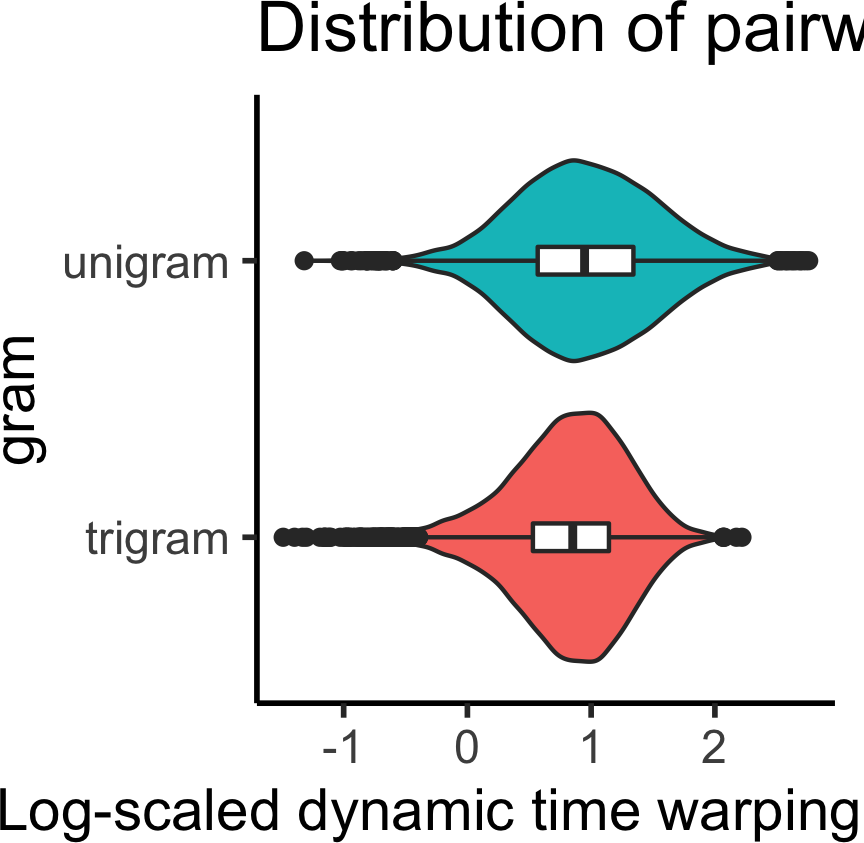 Distribution of pairw
unigram
trigram
gram
-1 0 1 2
Log-scaled dynamic time warping